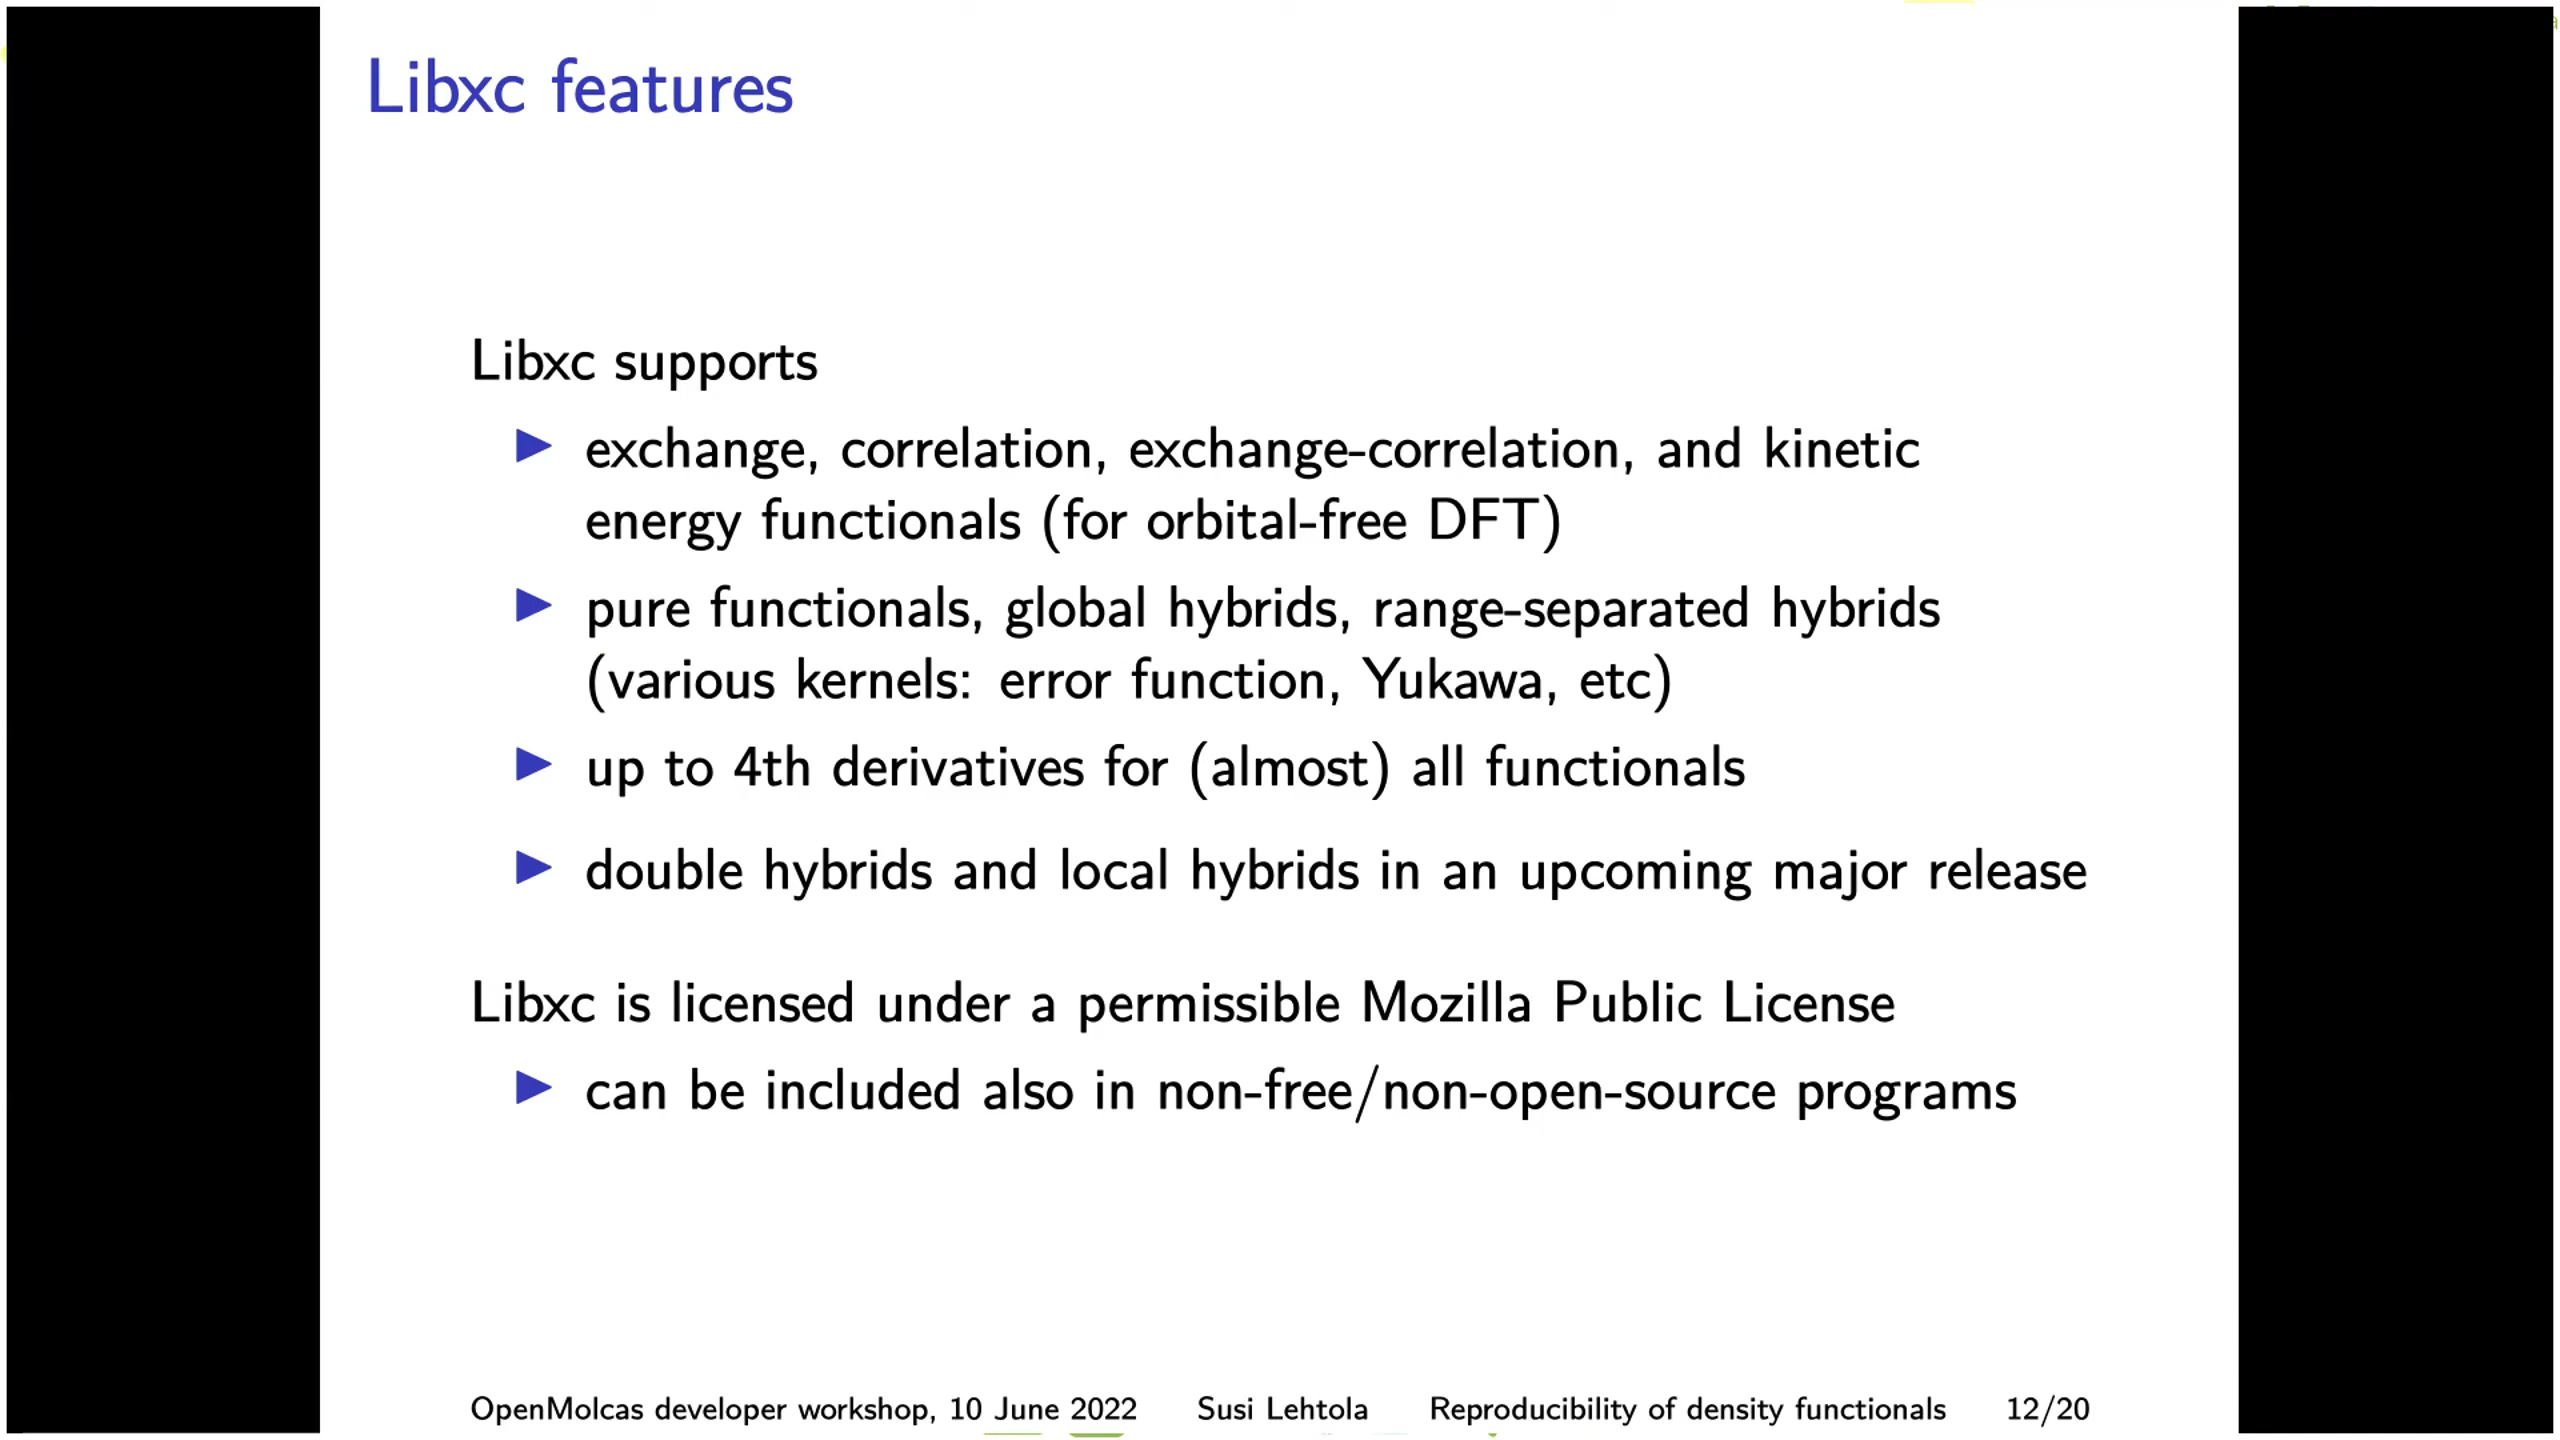 Libxc features
Libxc supports
▶ exchange, correlation, exchange-correlation, and kinetic
energy functionals (for orbital-free DFT)
▶ pure functionals, global hybrids, range-separated hybrids
(various kernels: error function, Yukawa, etc)
▶ up to 4th derivatives for (almost) all functionals
▶ double hybrids and local hybrids in an upcoming major release
Libxc is licensed under a permissible Mozilla Public License
▶ can be included also in non-free/non-open-source programs
OpenMolcas developer workshop, 10 June 2022 Susi Lehtola Reproducibility of density functionals 12/20